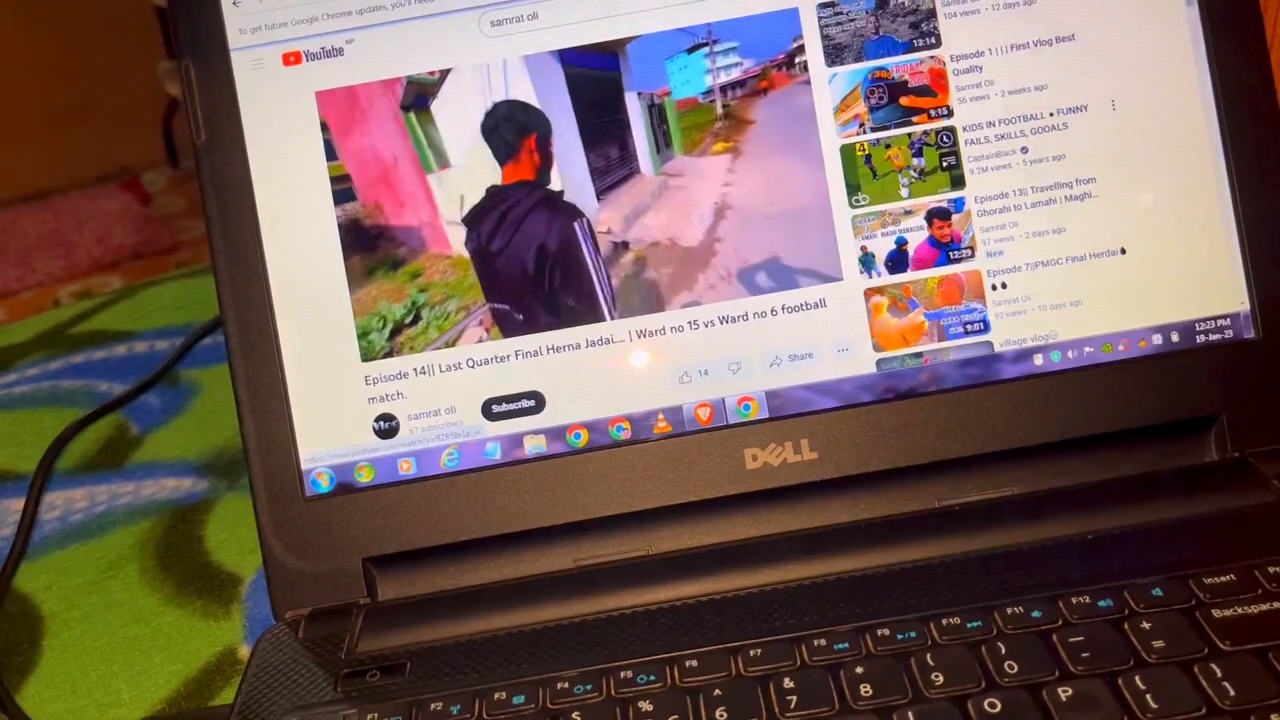 To get future Google Chrome updates, you'll need
YouTube NP
samrat oli
Episode 14|| Last Quarter Final Herna Jadai... | Ward no 15 vs Ward no 6 football
match.
samrat oli
67 subscribers
Subscribe
14
Share
13:14
104 views • 12 days ago
Episode 1 |||| First Vlog Best
Quality
Samrat Oli
56 views • 2 weeks ago
9:15
KIDS IN FOOTBALL • FUNNY
FAILS, SKILLS, GOOALS
CaptainBlack
9.2M views • 5 years ago
4
Episode 13|| Travelling from
Ghorahi to Lamahi | Maghi...
Samrat Oli
97 views • 2 days ago
New
12:23
Episode 7||PMGC Final Herdai
Samrat Oli
92 views • 10 days ago
9:01
village vlog
12:23 PM
19-Jan-23
DELL
F2
F3
F4
F5
F6
F7
F8
F9
F10
F11
F12
Insert
Backspace
%
^
6
&
7
*
8
(
9
)
0
–
+
=
O
P
{
[
}
]